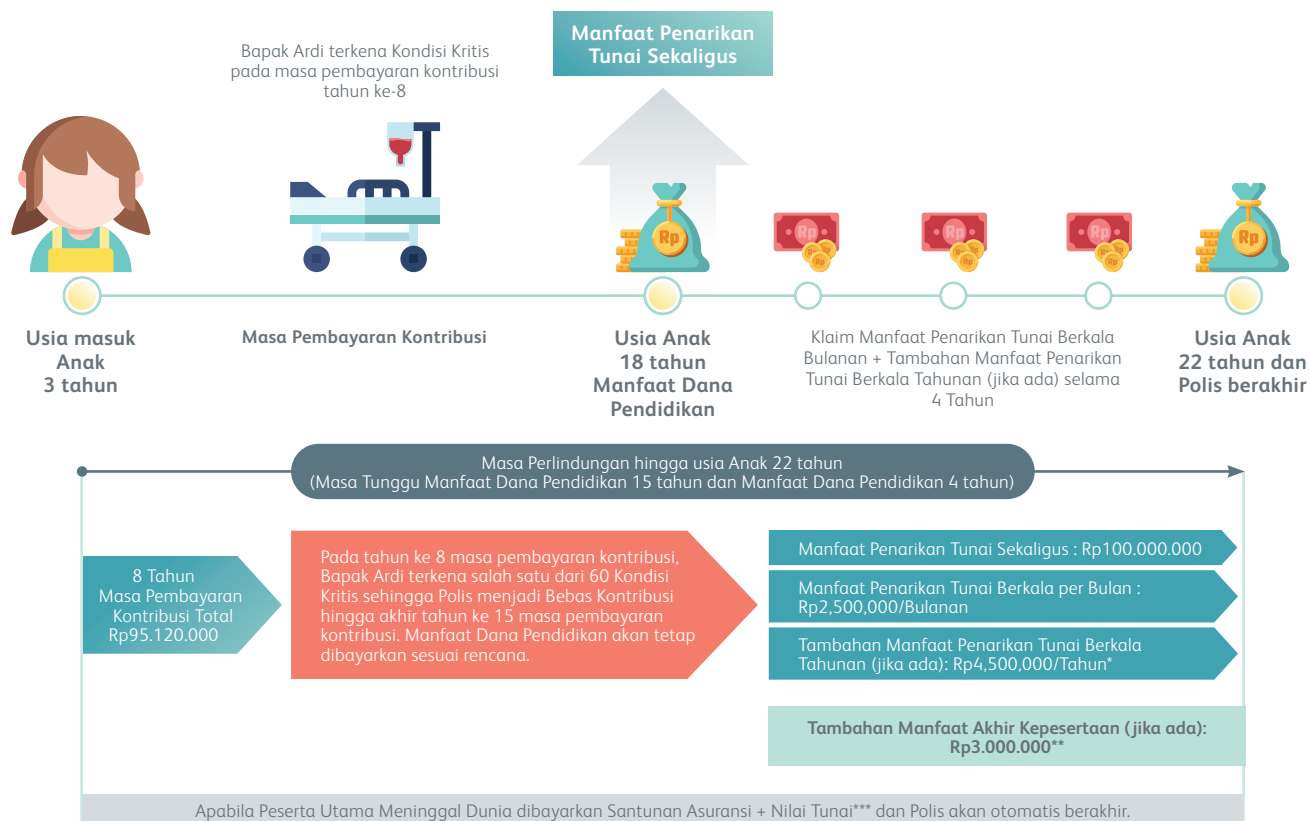 Bapak Ardi terkena Kondisi Kritis
pada masa pembayaran kontribusi
tahun ke-8
Manfaat Penarikan
Tunai Sekaligus
Rp
Rp
Rp
Rp
Rp
Rp
Rp
Rp
Usia masuk
Anak
3 tahun
Masa Pembayaran Kontribusi
Usia Anak
18 tahun
Manfaat Dana
Pendidikan
Klaim Manfaat Penarikan Tunai Berkala
Bulanan + Tambahan Manfaat Penarikan
Tunai Berkala Tahunan (jika ada) selama
4 Tahun
Usia Anak
22 tahun dan
Polis berakhir
Masa Perlindungan hingga usia Anak 22 tahun
(Masa Tunggu Manfaat Dana Pendidikan 15 tahun dan Manfaat Dana Pendidikan 4 tahun)
8 Tahun
Masa Pembayaran
Kontribusi Total
Rp95.120.000
Pada tahun ke 8 masa pembayaran kontribusi,
Bapak Ardi terkena salah satu dari 60 Kondisi
Kritis sehingga Polis menjadi Bebas Kontribusi
hingga akhir tahun ke 15 masa pembayaran
kontribusi. Manfaat Dana Pendidikan akan tetap
dibayarkan sesuai rencana.
Manfaat Penarikan Tunai Sekaligus : Rp100.000.000
Manfaat Penarikan Tunai Berkala per Bulan :
Rp2,500,000/Bulanan
Tambahan Manfaat Penarikan Tunai Berkala
Tahunan (jika ada): Rp4,500,000/Tahun*
Tambahan Manfaat Akhir Kepesertaan (jika ada):
Rp3.000.000**
Apabila Peserta Utama Meninggal Dunia dibayarkan Santunan Asuransi + Nilai Tunai*** dan Polis akan otomatis berakhir.